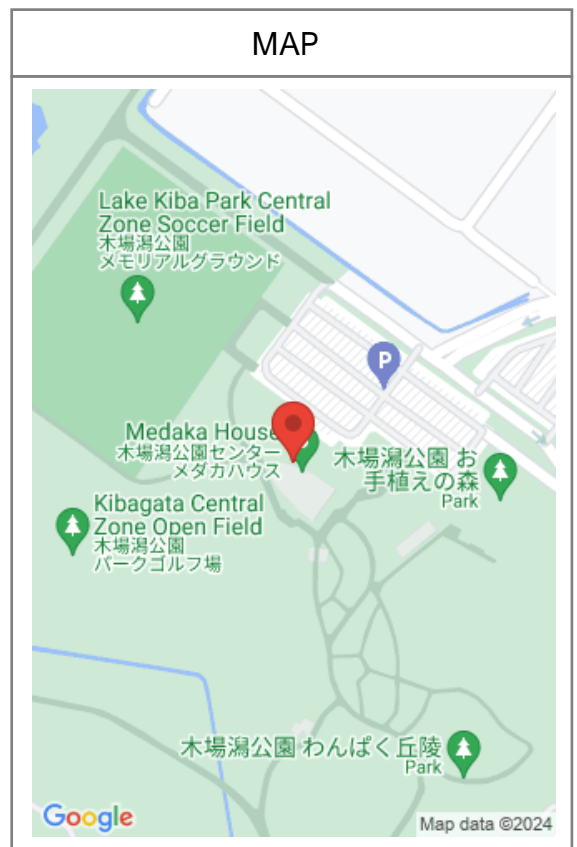 MAP
Lake Kiba Park Central
Zone Soccer Field
木場潟公園
メモリアルグラウンド
P
Medaka House
木場潟公園センター
メダカハウス
木場潟公園 お
手植えの森
Park
Kibagata Central
Zone Open Field
木場潟公園
パークゴルフ場
木場潟公園 わんぱく丘陵
Park
Google
Map data ©2024